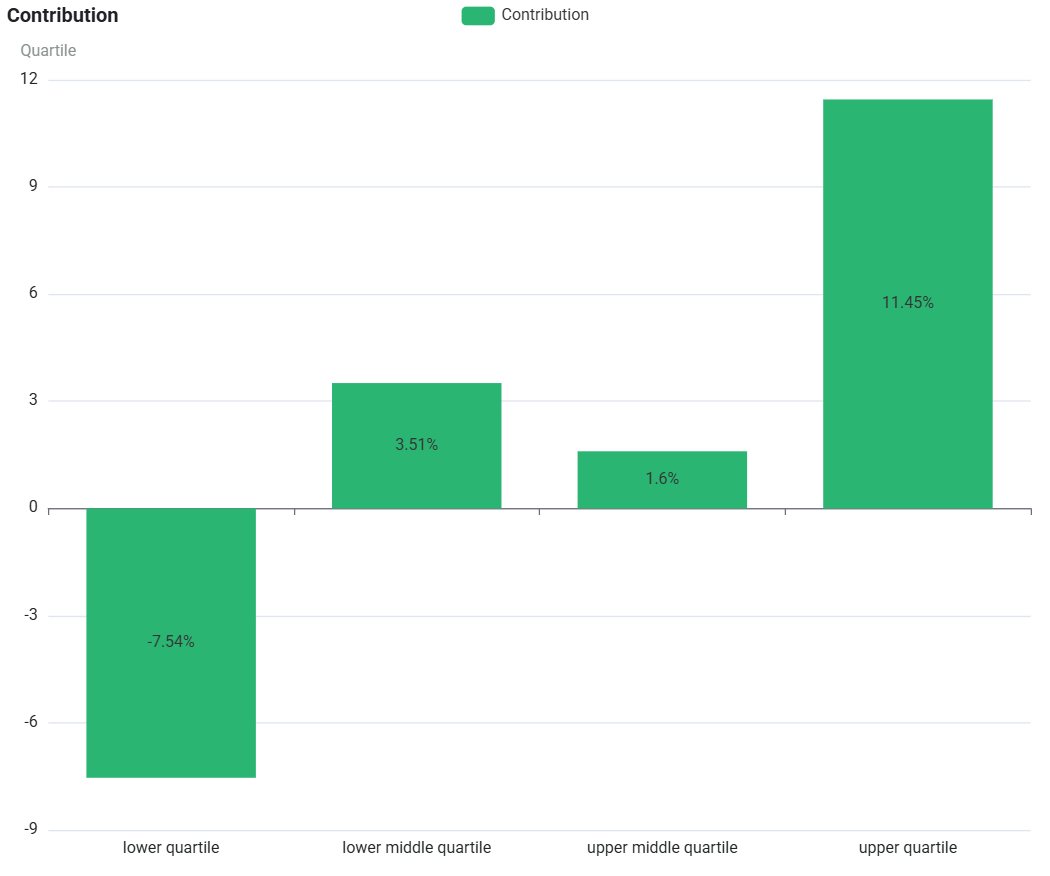 Contribution
Contribution
Quartile
12
9
6
3
0
-3
-6
-9
11.45%
3.51%
1.6%
-7.54%
lower quartile
lower middle quartile
upper middle quartile
upper quartile